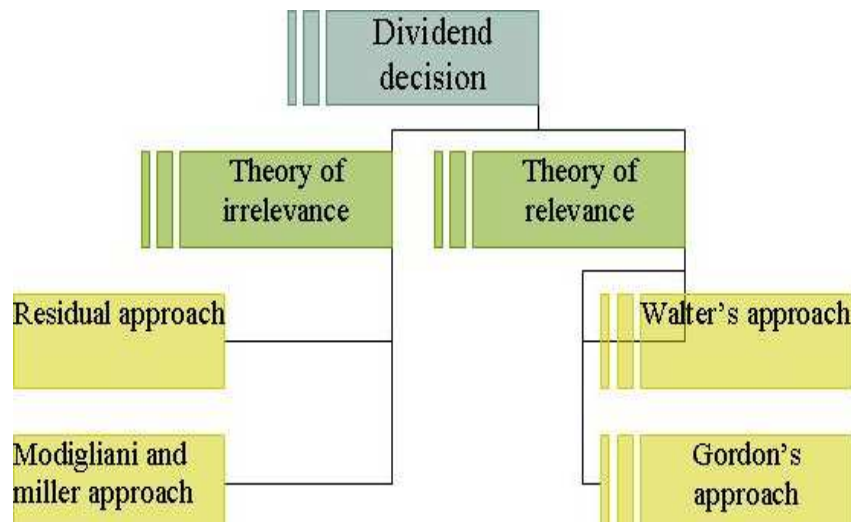 Dividend
decision
Theory of
irrelevance
Theory of
relevance
Residual approach
Walter's approach
Modigliani and
miller approach
Gordon's
approach